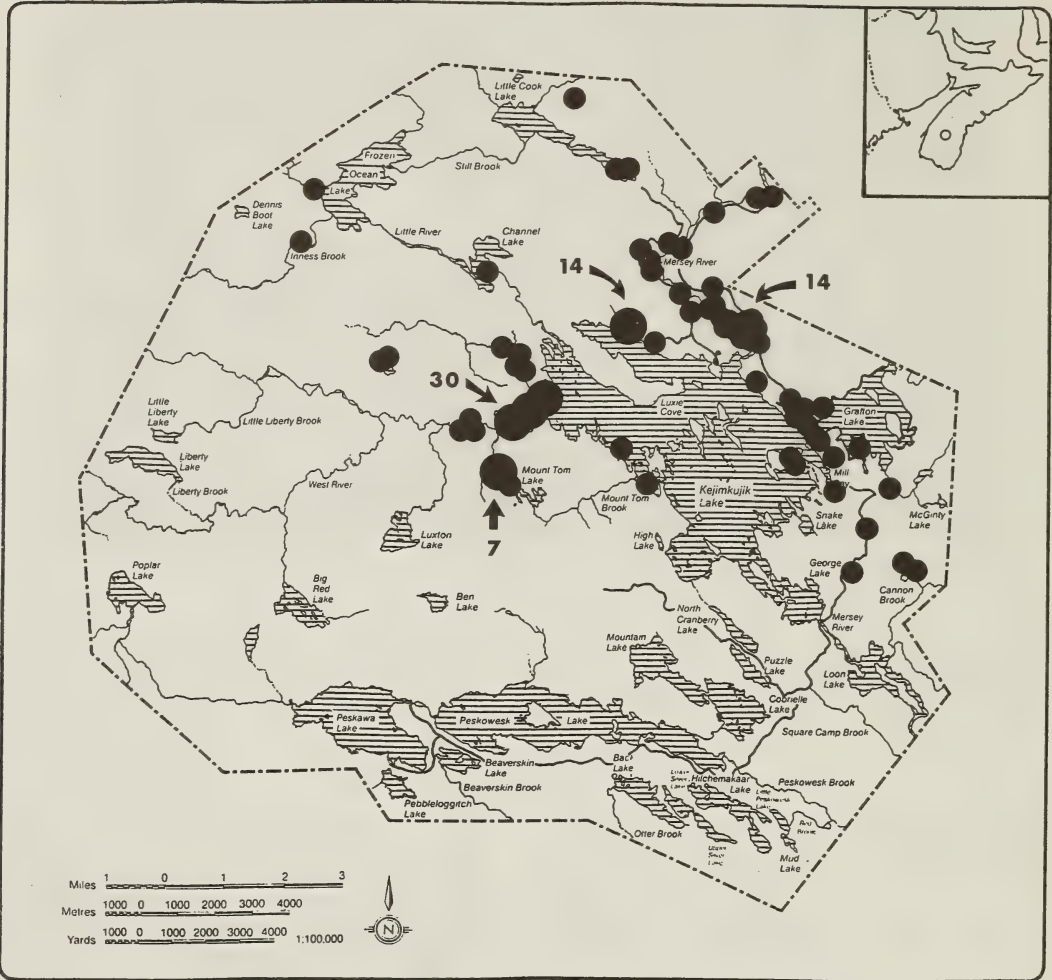 Little Cook
Lake
Frozen
Ocean
Lake
Still Brook
Dennis
Boot
Lake
Little River
Channel
Lake
Inness Brook
Mersey River
14
14
30
Luxie
Cove
Grafton
Lake
Little
Liberty
Lake
Little Liberty Brook
Liberty
Lake
Liberty Brook
West River
Mount Tom
Lake
7
Mount Tom
Brook
Kejimkujik
Lake
Mill
Snake
Lake
McGinty
Lake
Luxton
Lake
High
Lake
George
Lake
Cannon
Brook
Poplar
Lake
Big
Red
Lake
Ben
Lake
North
Cranberry
Lake
Mersey
River
Mountain
Lake
Puzzle
Lake
Loon
Lake
Cobrielle
Lake
Square Camp Brook
Peskawa
Lake
Peskowesk Lake
Beaverskin
Lake
Beaverskin Brook
Back
Lake
Hilchemakaar
Lake
Peskowesk Brook
Pebbleloggitch
Lake
Otter Brook
Mud
Lake
Miles 1 0 1 2 3
Metres 1000 0 1000 2000 3000 4000
Yards 1000 0 1000 2000 3000 4000 1:100,000
N